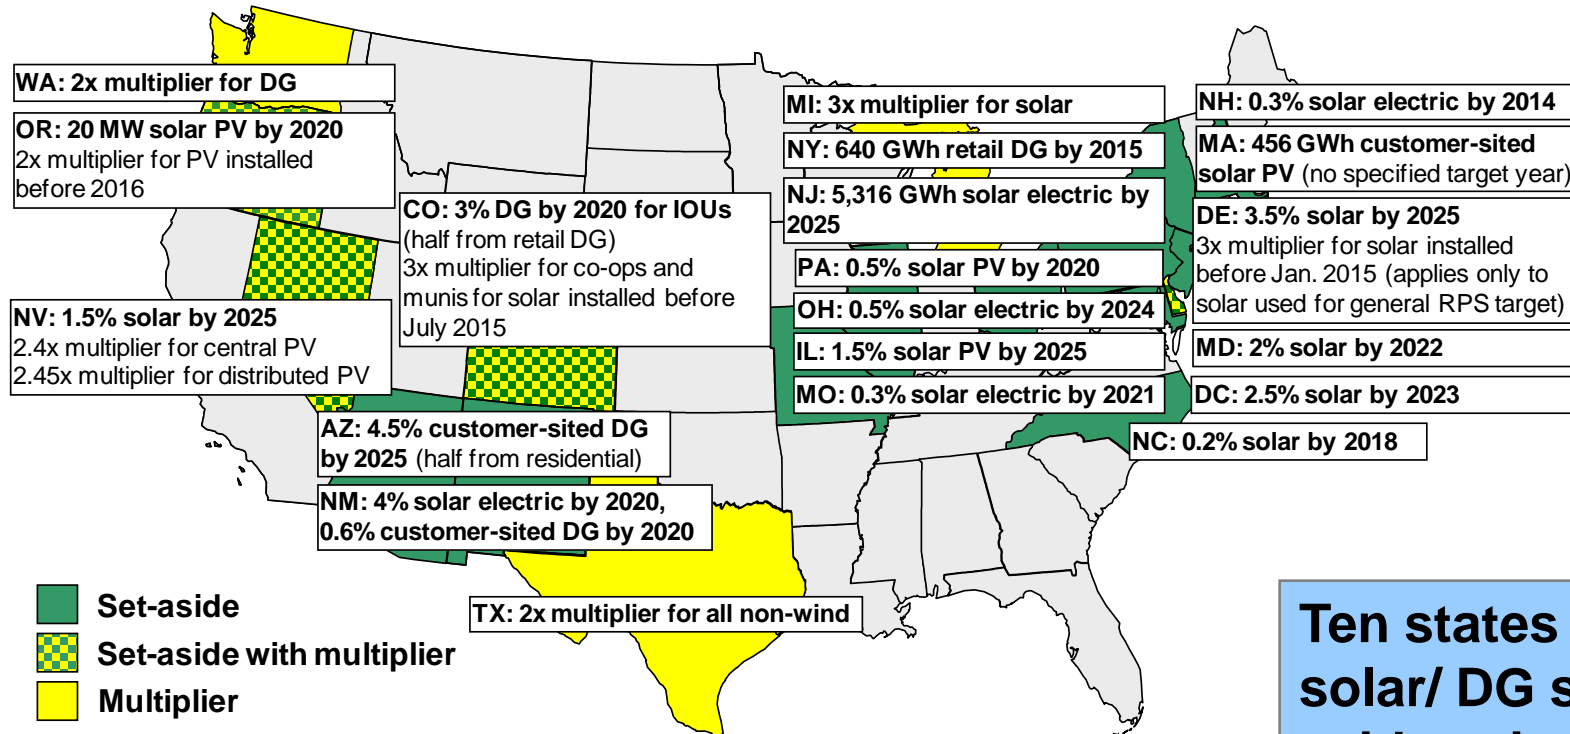 WA: 2x multiplier for DG
OR: 20 MW solar PV by 2020
2x multiplier for PV installed
before 2016
CO: 3% DG by 2020 for IOUs
(half from retail DG)
3x multiplier for co-ops and
munis for solar installed before
July 2015
NV: 1.5% solar by 2025
2.4x multiplier for central PV
2.45x multiplier for distributed PV
AZ: 4.5% customer-sited DG
by 2025 (half from residential)
NM: 4% solar electric by 2020,
0.6% customer-sited DG by 2020
TX: 2x multiplier for all non-wind
MI: 3x multiplier for solar
NY: 640 GWh retail DG by 2015
NJ: 5,316 GWh solar electric by
2025
PA: 0.5% solar PV by 2020
OH: 0.5% solar electric by 2024
IL: 1.5% solar PV by 2025
MO: 0.3% solar electric by 2021
NH: 0.3% solar electric by 2014
MA: 456 GWh customer-sited
solar PV (no specified target year)
DE: 3.5% solar by 2025
3x multiplier for solar installed
before Jan. 2015 (applies only to
solar used for general RPS target)
MD: 2% solar by 2022
DC: 2.5% solar by 2023
NC: 0.2% solar by 2018
Set-aside
Set-aside with multiplier
Multiplier
Ten states
solar/ DG s